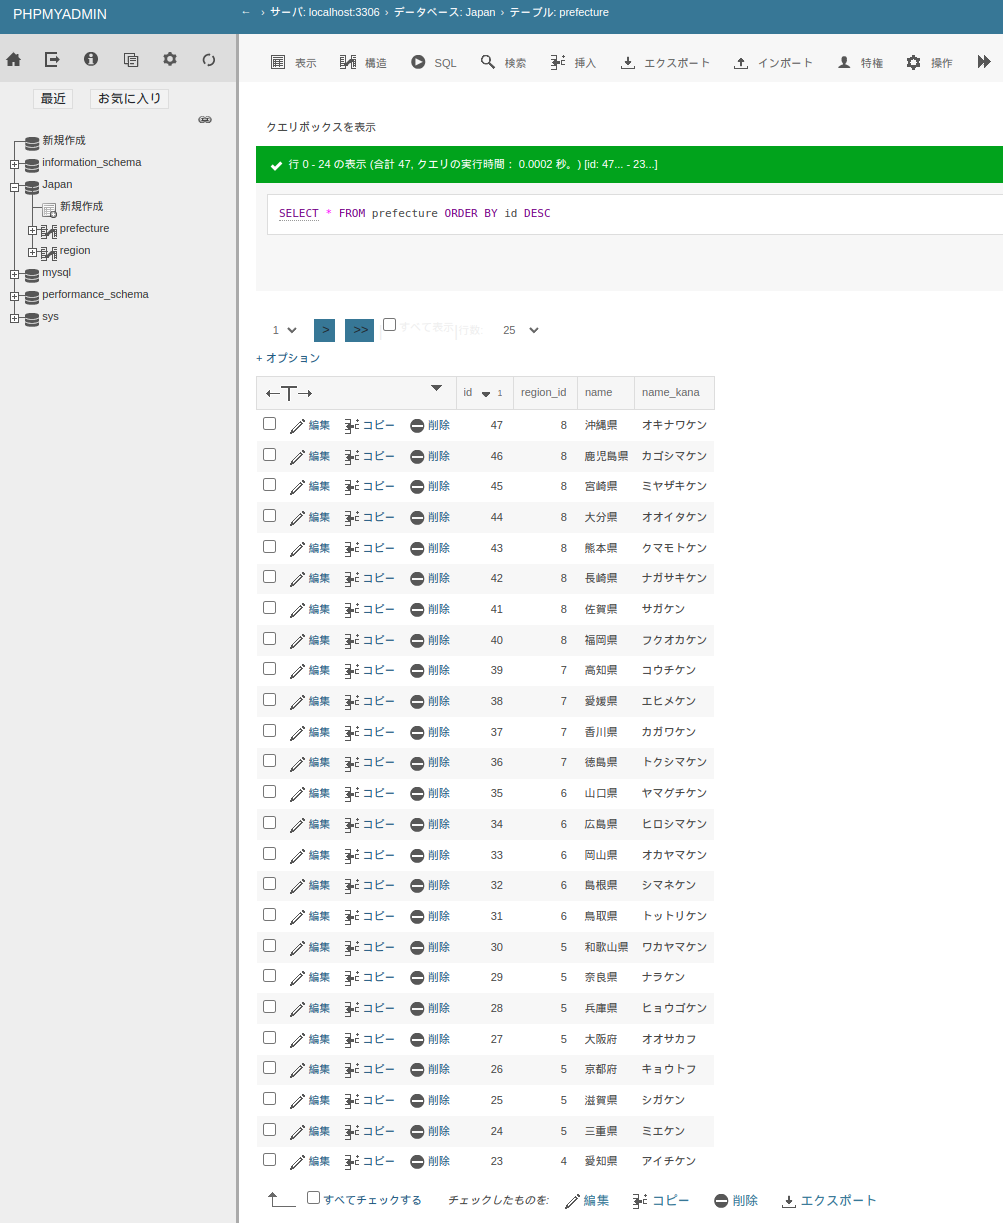 PHPMYADMIN
← › サーバ: localhost:3306 › データベース: Japan › テーブル: prefecture
表示 構造 SQL 検索 挿入 エクスポート インポート 特権 操作
最近 お気に入り
新規作成
information_schema
Japan
新規作成
prefecture
region
mysql
performance_schema
sys
クエリボックスを表示
行 0 - 24 の表示 (合計 47, クエリの実行時間： 0.0002 秒。) [id: 47... - 23...]
SELECT * FROM prefecture ORDER BY id DESC
1 > >> | すべて表示 | 行数: 25
+ オプション
←T→ id 1 region_id name name_kana
編集 コピー 削除 47 8 沖縄県 オキナワケン
編集 コピー 削除 46 8 鹿児島県 カゴシマケン
編集 コピー 削除 45 8 宮崎県 ミヤザキケン
編集 コピー 削除 44 8 大分県 オオイタケン
編集 コピー 削除 43 8 熊本県 クマモトケン
編集 コピー 削除 42 8 長崎県 ナガサキケン
編集 コピー 削除 41 8 佐賀県 サガケン
編集 コピー 削除 40 8 福岡県 フクオカケン
編集 コピー 削除 39 7 高知県 コウチケン
編集 コピー 削除 38 7 愛媛県 エヒメケン
編集 コピー 削除 37 7 香川県 カガワケン
編集 コピー 削除 36 7 徳島県 トクシマケン
編集 コピー 削除 35 6 山口県 ヤマグチケン
編集 コピー 削除 34 6 広島県 ヒロシマケン
編集 コピー 削除 33 6 岡山県 オカヤマケン
編集 コピー 削除 32 6 島根県 シマネケン
編集 コピー 削除 31 6 鳥取県 トットリケン
編集 コピー 削除 30 5 和歌山県 ワカヤマケン
編集 コピー 削除 29 5 奈良県 ナラケン
編集 コピー 削除 28 5 兵庫県 ヒョウゴケン
編集 コピー 削除 27 5 大阪府 オオサカフ
編集 コピー 削除 26 5 京都府 キョウトフ
編集 コピー 削除 25 5 滋賀県 シガケン
編集 コピー 削除 24 5 三重県 ミエケン
編集 コピー 削除 23 4 愛知県 アイチケン
すべてチェックする チェックしたものを: 編集 コピー 削除 エクスポート